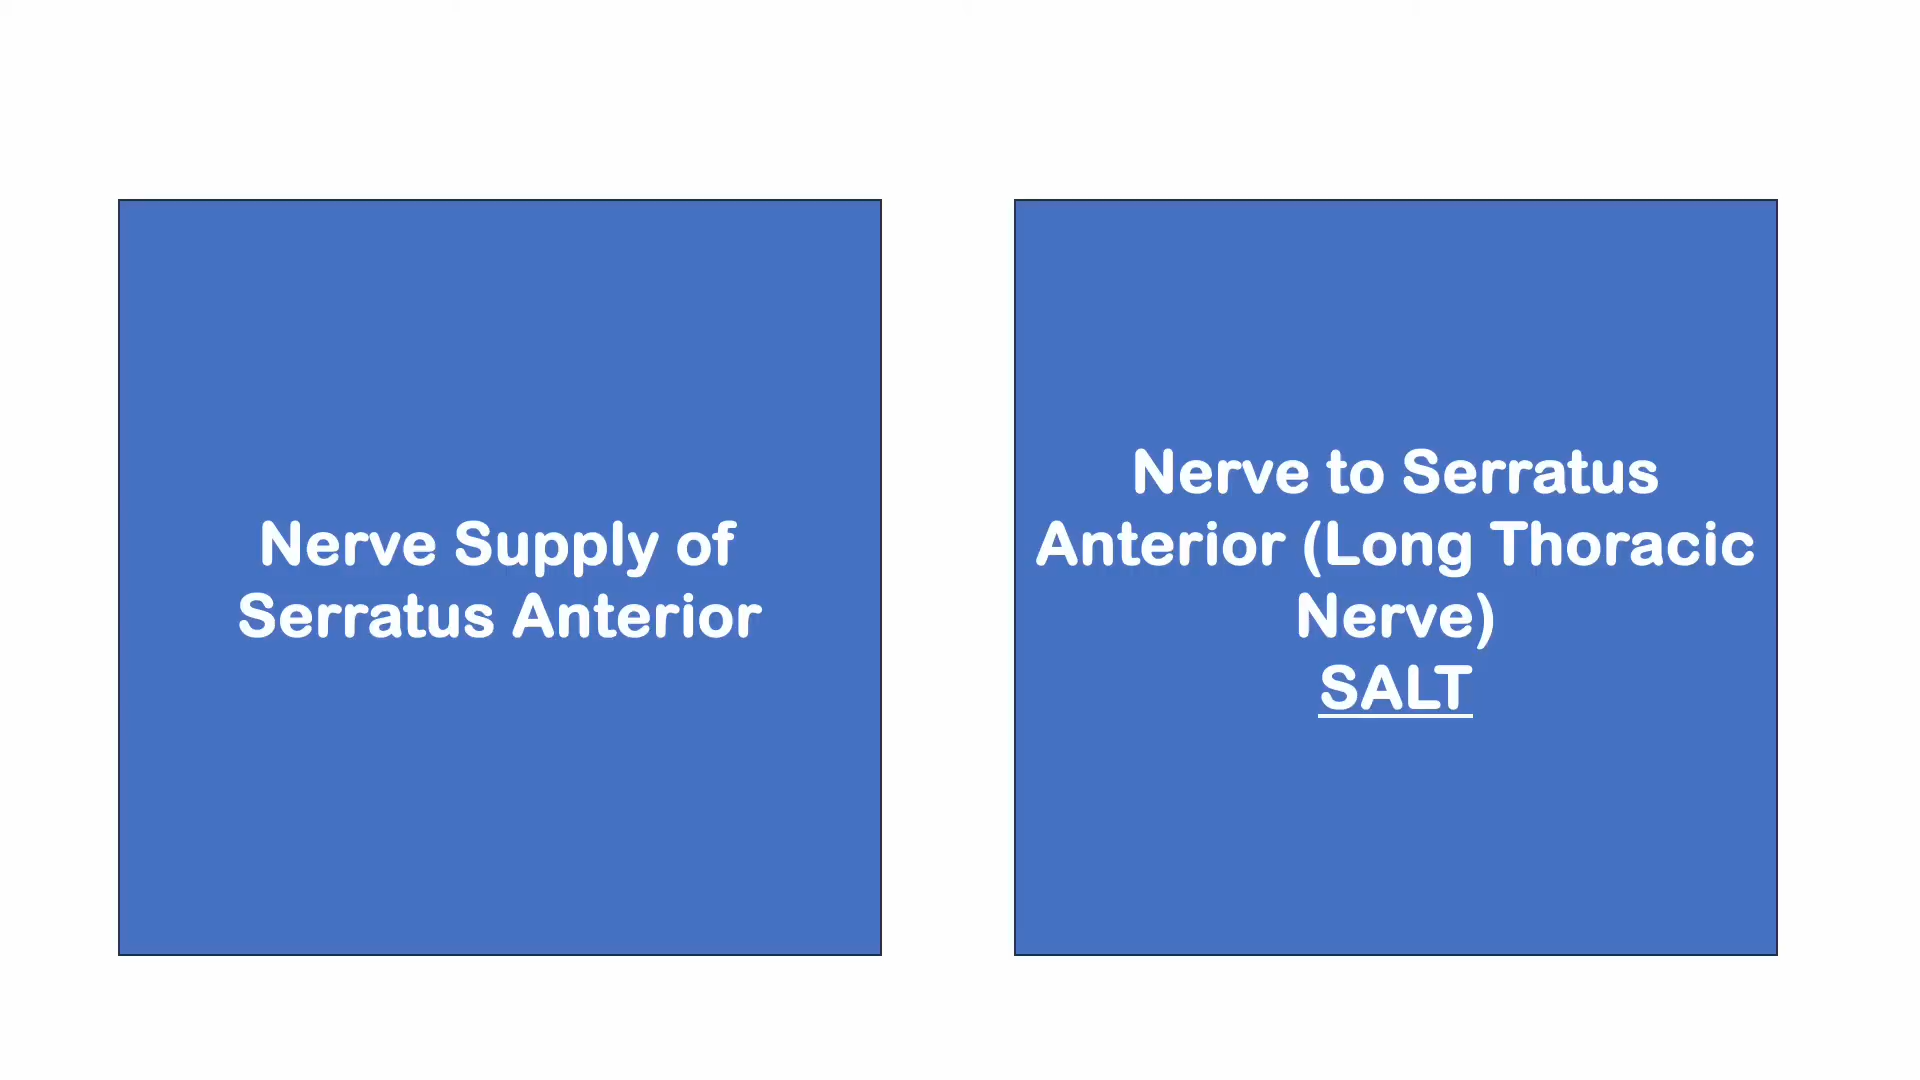 Nerve Supply of
Serratus Anterior
Nerve to Serratus
Anterior (Long Thoracic
Nerve)
SALT